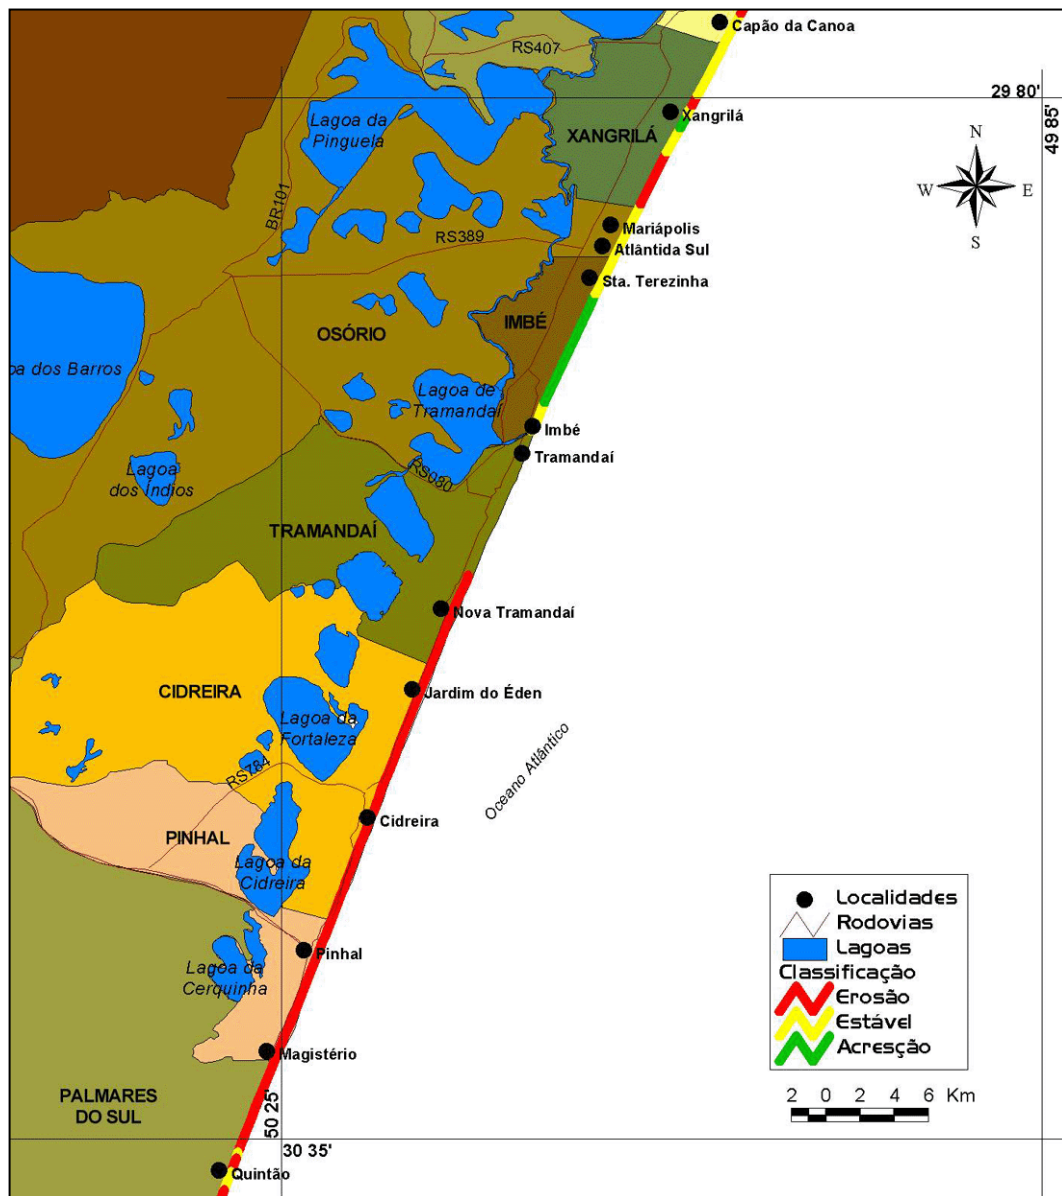 Capão da Canoa
RS407
29 80'
49 85'
Lagoa da
Pinguela
Xangrilá
XANGRILÁ
N
W
E
S
BR101
Mariápolis
RS389
Atlântida Sul
Sta. Terezinha
OSÓRIO
IMBÉ
oa dos Barros
Lagoa de
Tramandaí
Imbé
Tramandaí
Lagoa
dos Índios
RS030
TRAMANDAÍ
Nova Tramandaí
CIDREIRA
Jardim do Éden
Lagoa da
Fortaleza
Oceano Atlântico
RS784
Cidreira
PINHAL
Lagoa da
Cidreira
Pinhal
Lagoa da
Cerquinha
Magistério
PALMARES
DO SUL
50 25'
30 35'
Quintão
Localidades
Rodovias
Lagoas
Classificação
Erosão
Estável
Acresção
2 0 2 4 6 Km